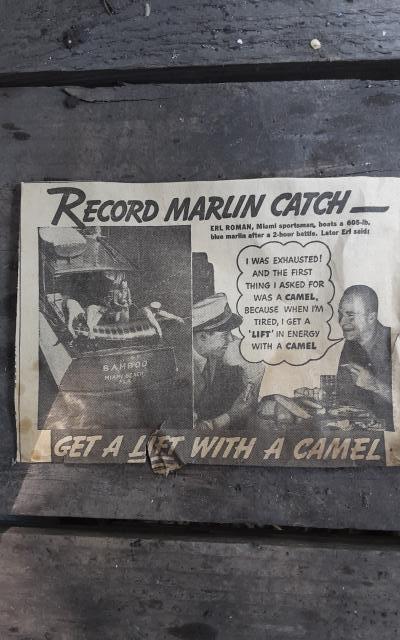 RECORD MARLIN CATCH—
ERL ROMAN, Miami sportsman, boats a 605-lb.
blue marlin after a 2-hour battle. Later Erl said:
I WAS EXHAUSTED!
AND THE FIRST
THING I ASKED FOR
WAS A CAMEL,
BECAUSE WHEN I'M
TIRED, I GET A
'LIFT' IN ENERGY
WITH A CAMEL
BAMBOO
MIAMI BEACH
GET A LIFT WITH A CAMEL